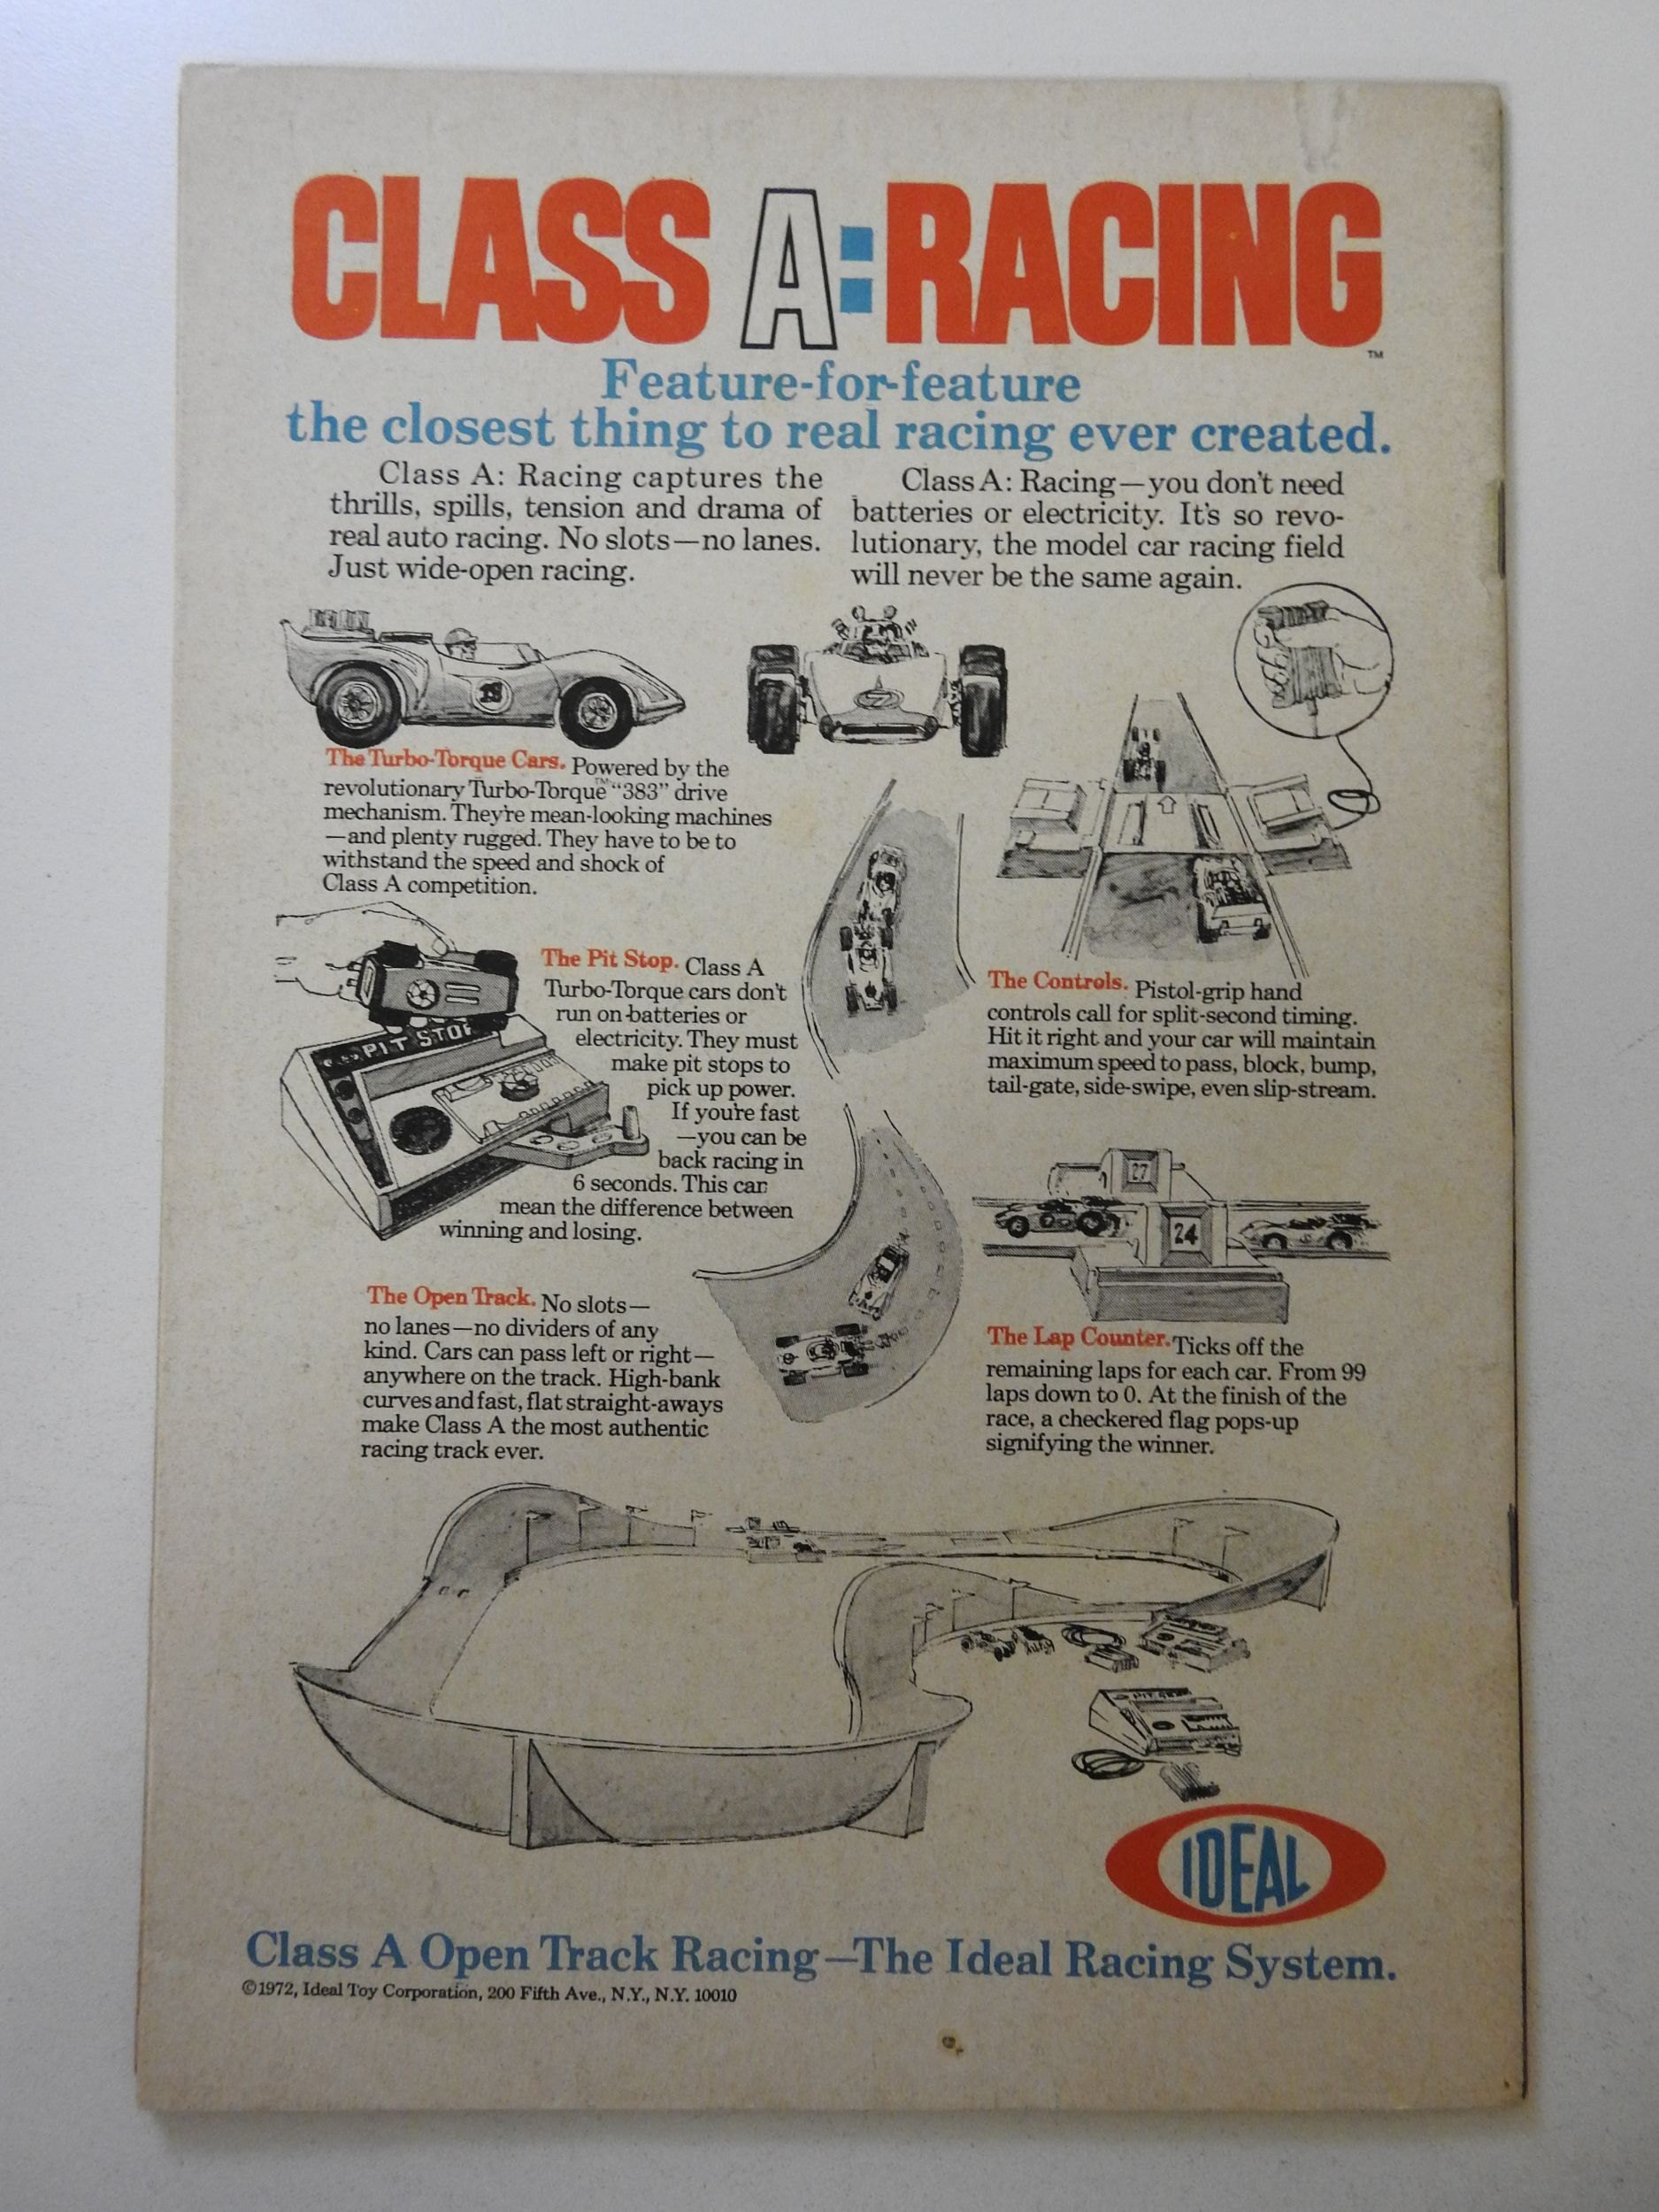 CLASS A:RACING
TM
Feature-for-feature
the closest thing to real racing ever created.
Class A: Racing captures the
thrills, spills, tension and drama of
real auto racing. No slots—no lanes.
Just wide-open racing.
Class A: Racing—you don't need
batteries or electricity. It's so revo-
lutionary, the model car racing field
will never be the same again.
The Turbo-Torque Cars. Powered by the
revolutionary Turbo-Torque™ "383" drive
mechanism. They're mean-looking machines
—and plenty rugged. They have to be to
withstand the speed and shock of
Class A competition.
PIT STOP
The Pit Stop. Class A
Turbo-Torque cars don't
run on batteries or
electricity. They must
make pit stops to
pick up power.
If you're fast
—you can be
back racing in
6 seconds. This can
mean the difference between
winning and losing.
The Controls. Pistol-grip hand
controls call for split-second timing.
Hit it right and your car will maintain
maximum speed to pass, block, bump,
tail-gate, side-swipe, even slip-stream.
27
24
The Open Track. No slots—
no lanes—no dividers of any
kind. Cars can pass left or right—
anywhere on the track. High-bank
curves and fast, flat straight-aways
make Class A the most authentic
racing track ever.
The Lap Counter. Ticks off the
remaining laps for each car. From 99
laps down to 0. At the finish of the
race, a checkered flag pops-up
signifying the winner.
IDEAL
Class A Open Track Racing—The Ideal Racing System.
©1972, Ideal Toy Corporation, 200 Fifth Ave., N.Y., N.Y. 10010